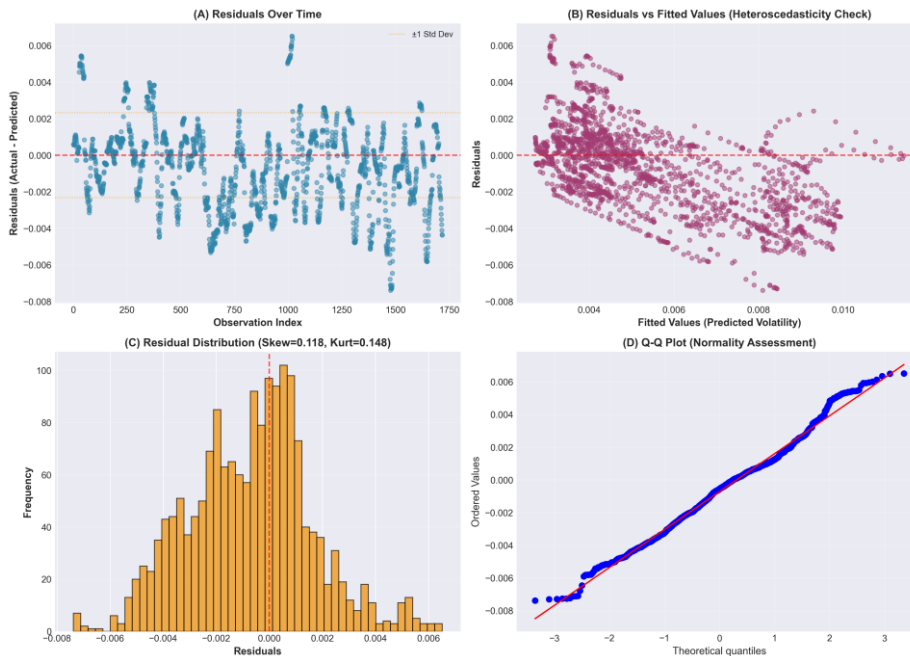 (A) Residuals Over Time
±1 Std Dev
Residuals (Actual - Predicted)
0.006
0.004
0.002
0.000
−0.002
−0.004
−0.006
−0.008
0 250 500 750 1000 1250 1500 1750
Observation Index
(B) Residuals vs Fitted Values (Heteroscedasticity Check)
Residuals
0.006
0.004
0.002
0.000
−0.002
−0.004
−0.006
−0.008
0.004 0.006 0.008 0.010
Fitted Values (Predicted Volatility)
(C) Residual Distribution (Skew=0.118, Kurt=0.148)
Frequency
100
80
60
40
20
0
−0.008 −0.006 −0.004 −0.002 0.000 0.002 0.004 0.006
Residuals
(D) Q-Q Plot (Normality Assessment)
Ordered Values
0.006
0.004
0.002
0.000
−0.002
−0.004
−0.006
−0.008
−3 −2 −1 0 1 2 3
Theoretical quantiles